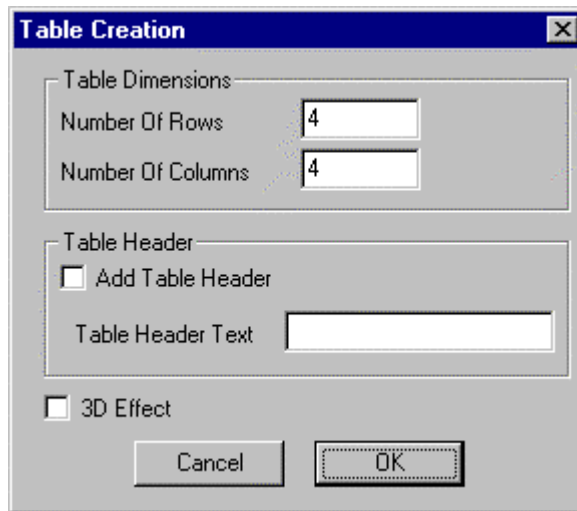 Table Creation
Table Dimensions
Number Of Rows 4
Number Of Columns 4
Table Header
Add Table Header
Table Header Text
3D Effect
Cancel OK